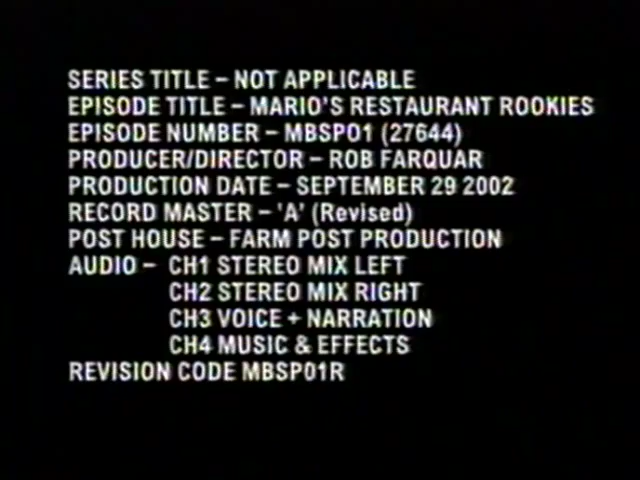 SERIES TITLE – NOT APPLICABLE
EPISODE TITLE – MARIO'S RESTAURANT ROOKIES
EPISODE NUMBER – MBSP01 (27644)
PRODUCER/DIRECTOR – ROB FARQUAR
PRODUCTION DATE – SEPTEMBER 29 2002
RECORD MASTER – 'A' (Revised)
POST HOUSE – FARM POST PRODUCTION
AUDIO – CH1 STEREO MIX LEFT
CH2 STEREO MIX RIGHT
CH3 VOICE + NARRATION
CH4 MUSIC & EFFECTS
REVISION CODE MBSP01R